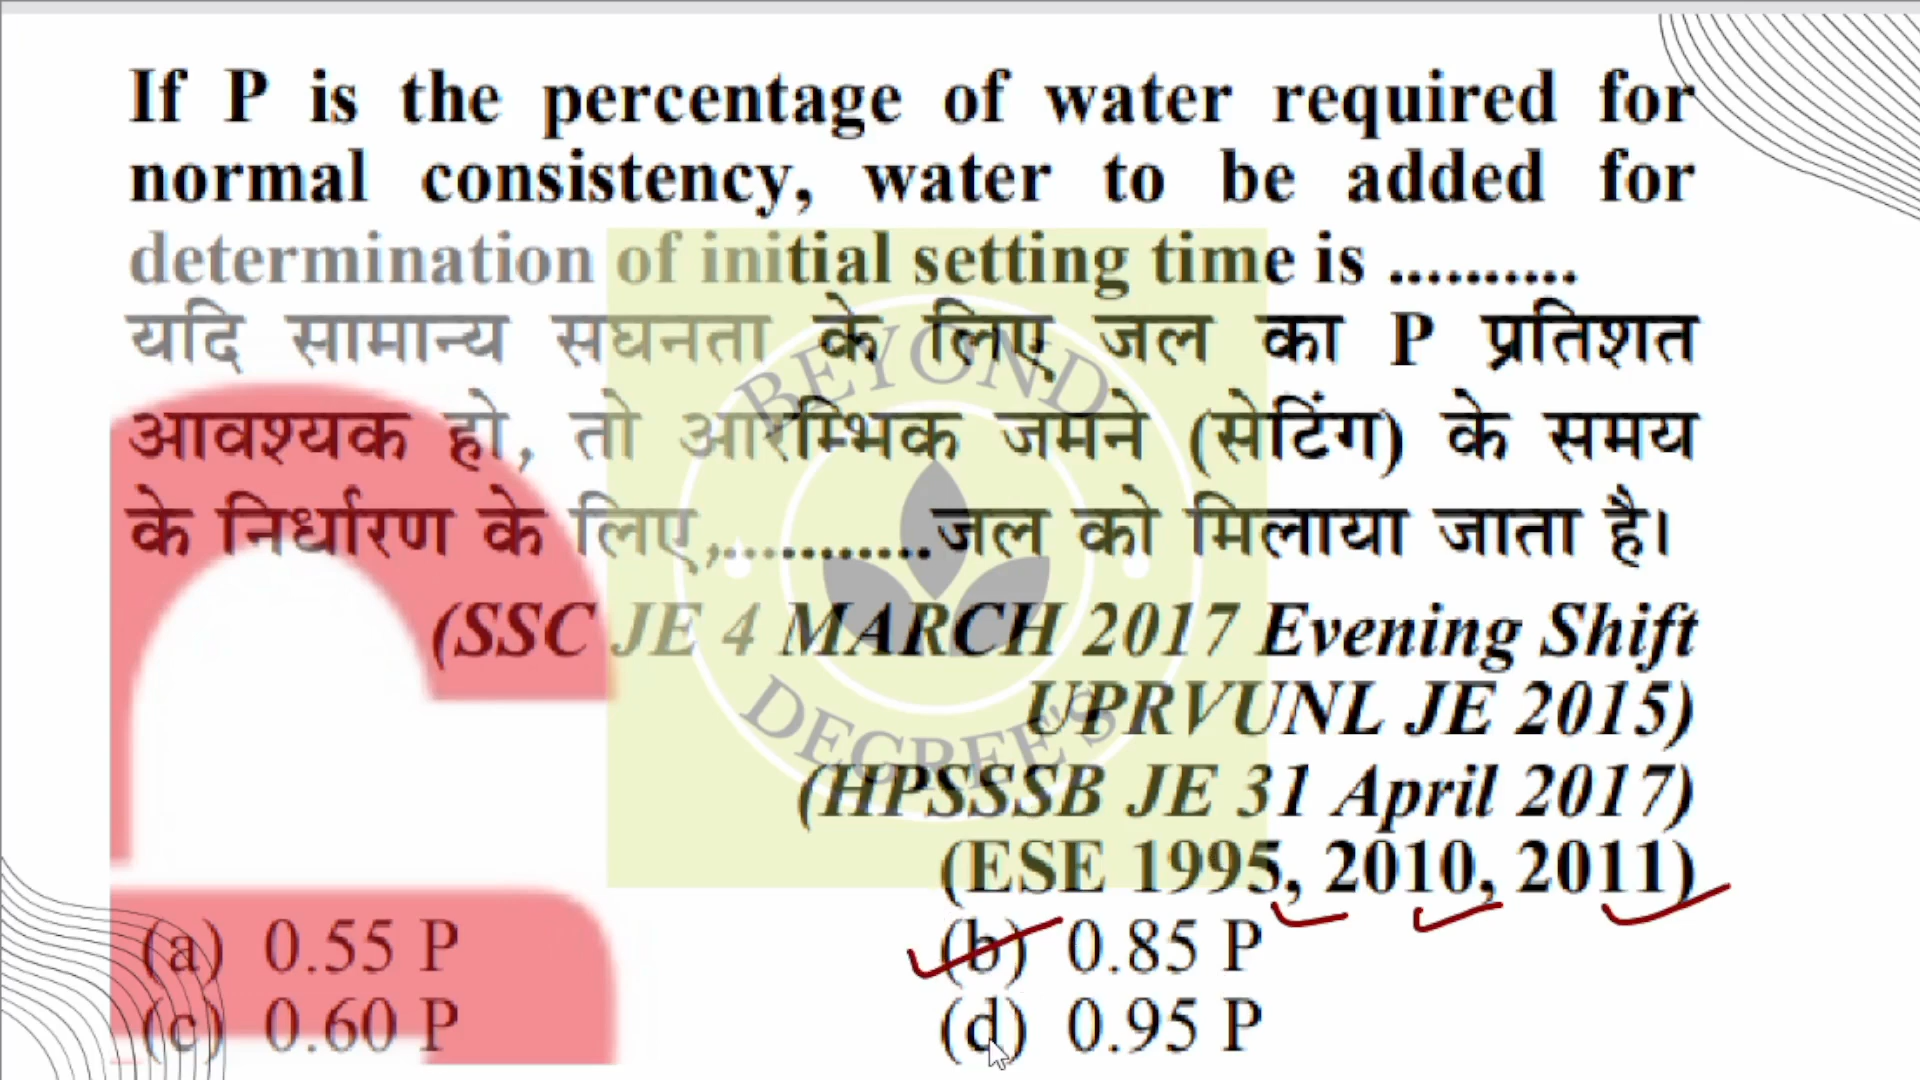 If P is the percentage of water required for
normal consistency, water to be added for
determination of initial setting time is ..........
यदि सामान्य सघनता के लिए जल का P प्रतिशत
आवश्यक हो, तो आरम्भिक जमने (सेटिंग) के समय
के निर्धारण के लिए,...........जल को मिलाया जाता है।
(SSC JE 4 MARCH 2017 Evening Shift
UPRVUNL JE 2015)
(HPSSSB JE 31 April 2017)
(ESE 1995, 2010, 2011)
(a) 0.55 P
(b) 0.85 P
(c) 0.60 P
(d) 0.95 P
BEYOND
DEGREE'S